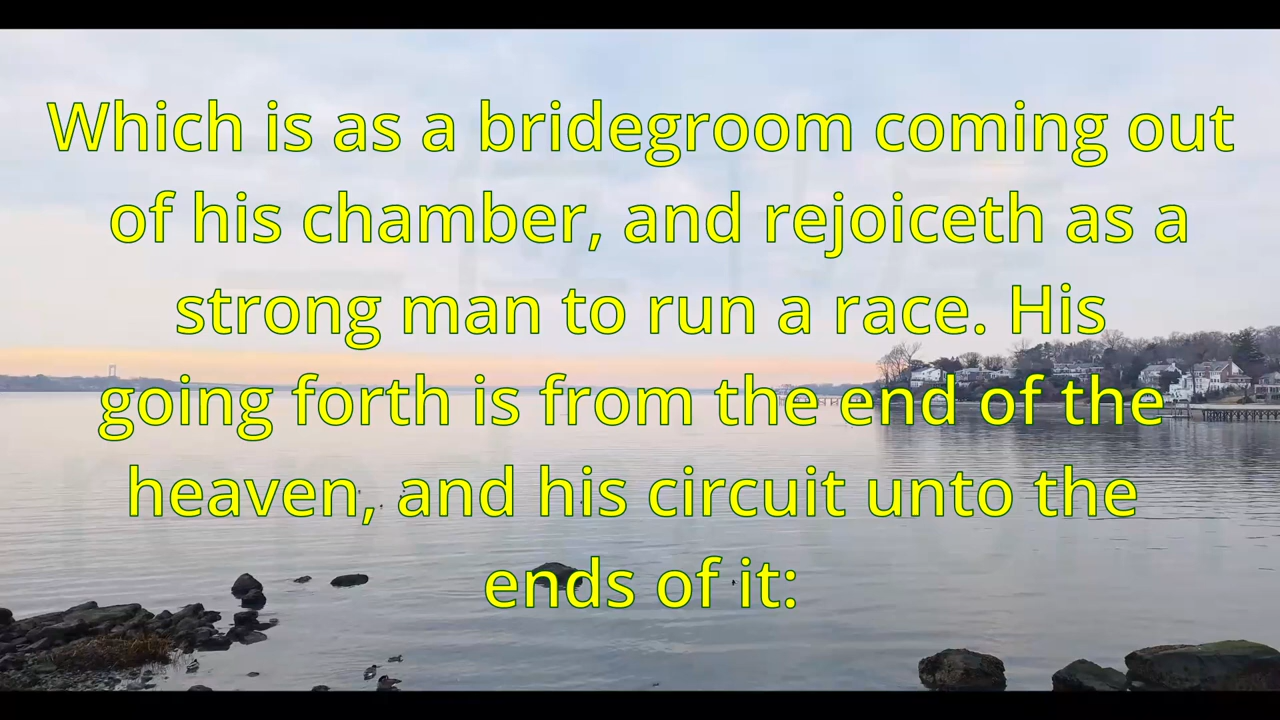 Which is as a bridegroom coming out
of his chamber, and rejoiceth as a
strong man to run a race. His
going forth is from the end of the
heaven, and his circuit unto the
ends of it: